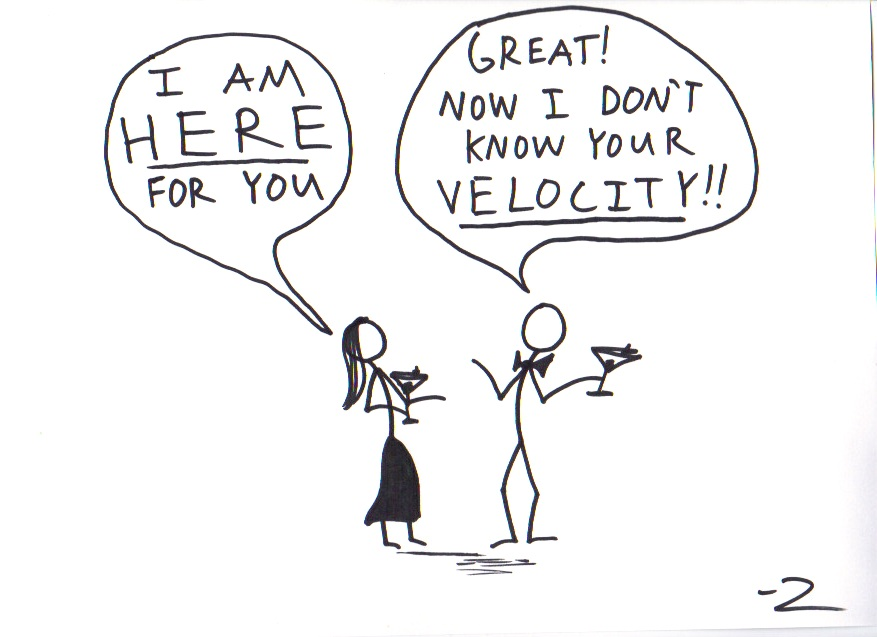 I AM
HERE
FOR YOU
GREAT!
NOW I DON'T
KNOW YOUR
VELOCITY!!
-Z